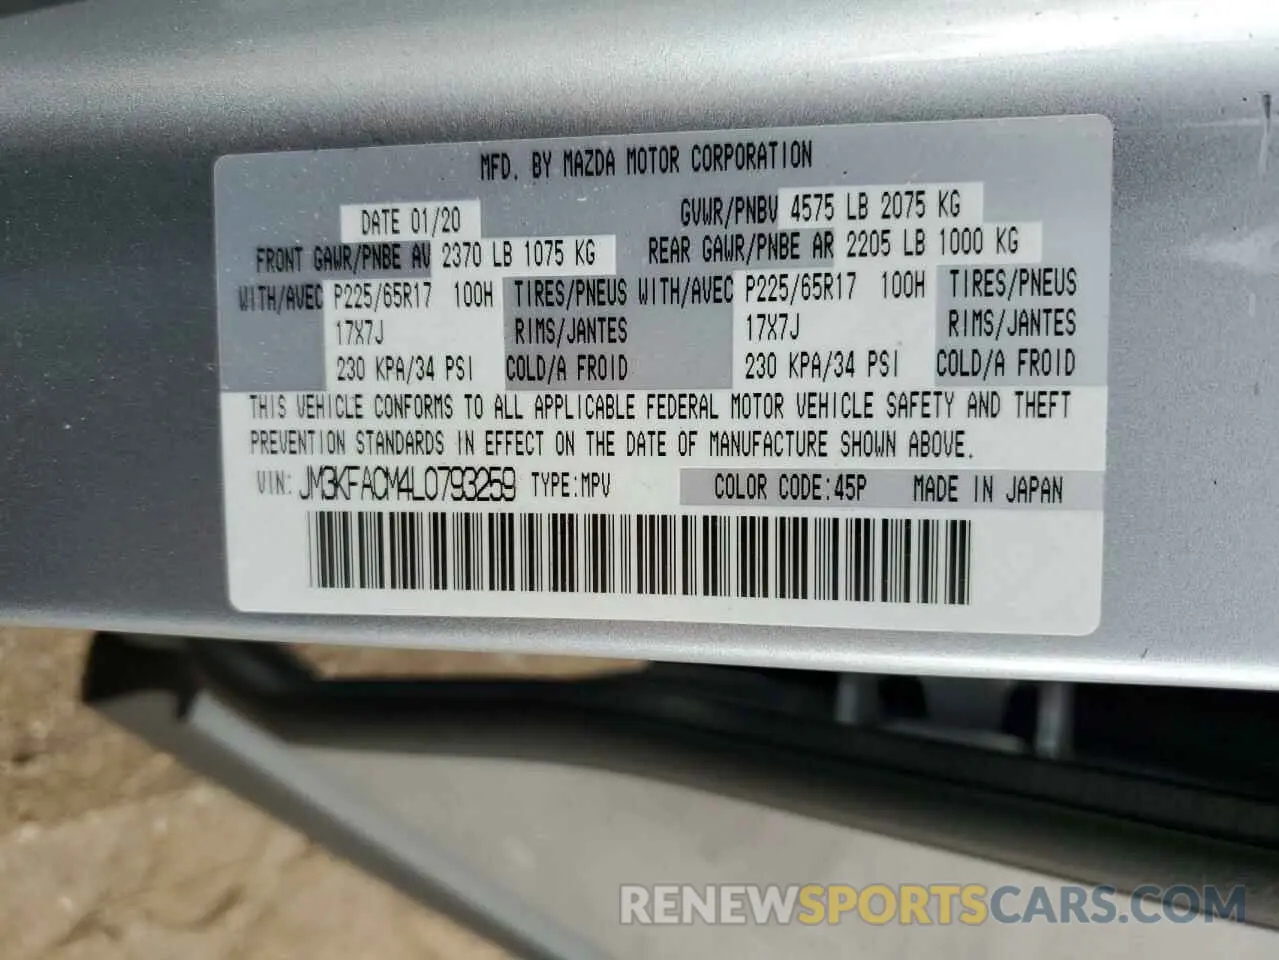 MFD. BY MAZDA MOTOR CORPORATION
DATE 01/20 GVWR/PNBV 4575 LB 2075 KG
FRONT GAWR/PNBE AV 2370 LB 1075 KG REAR GAWR/PNBE AR 2205 LB 1000 KG
WITH/AVEC P225/65R17 100H TIRES/PNEUS WITH/AVEC P225/65R17 100H TIRES/PNEUS
17X7J RIMS/JANTES 17X7J RIMS/JANTES
230 KPA/34 PSI COLD/A FROID 230 KPA/34 PSI COLD/A FROID
THIS VEHICLE CONFORMS TO ALL APPLICABLE FEDERAL MOTOR VEHICLE SAFETY AND THEFT
PREVENTION STANDARDS IN EFFECT ON THE DATE OF MANUFACTURE SHOWN ABOVE.
VIN: JM3KFACM4L0793259 TYPE:MPV COLOR CODE:45P MADE IN JAPAN
RENEWSPORTSCARS.COM